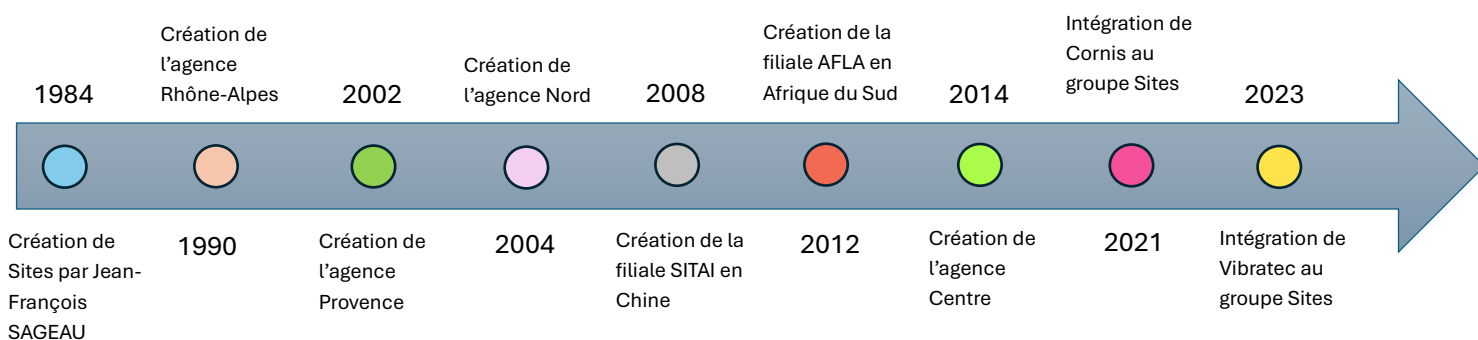 1984
Création de
Sites par Jean-
François
SAGEAU
Création de
l'agence
Rhône-Alpes
1990
2002
Création de
l'agence
Provence
Création de
l'agence Nord
2004
2008
Création de la
filiale SITAI en
Chine
Création de la
filiale AFLA en
Afrique du Sud
2012
2014
Création de
l'agence
Centre
Intégration de
Cornis au
groupe Sites
2021
2023
Intégration de
Vibratec au
groupe Sites